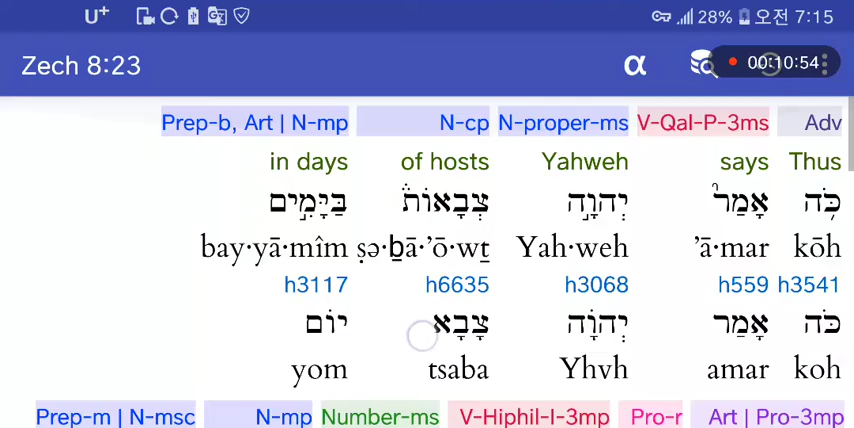 U+ 28% 오전 7:15
Zech 8:23 α 00:10:54
Prep-b, Art | N-mp N-cp N-proper-ms V-Qal-P-3ms Adv
in days of hosts Yahweh says Thus
כֹּ֥ה אָמַר֮ יְהוָ֣ה צְבָאוֹת֒ בַּיָּמִ֣ים
bay·yā·mîm ṣə·ḇā·’ō·wṯ Yah·weh ’ā·mar kōh
h3117 h6635 h3068 h559 h3541
כֹּה אָמַר יְהֹוָה צָבָא יוֹם
yom tsaba Yhvh amar koh
Prep-m | N-msc N-mp Number-ms V-Hiphil-I-3mp Pro-r Art | Pro-3mp